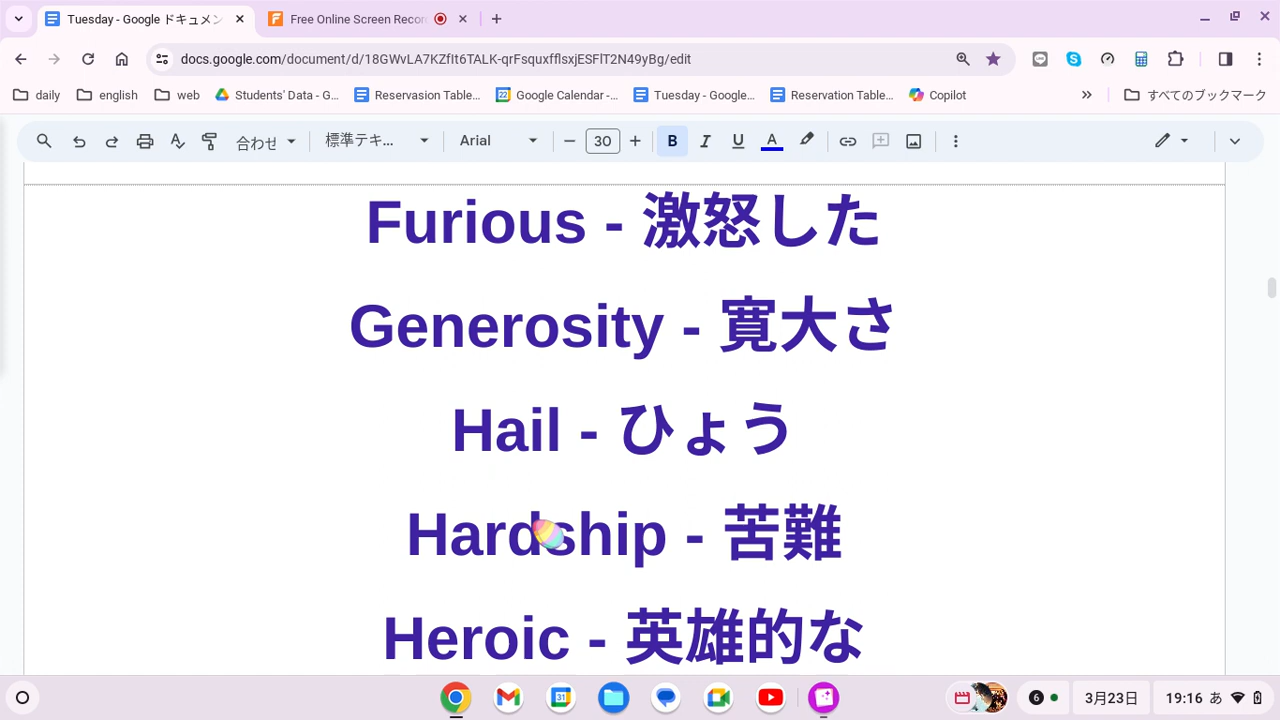 Tuesday - Google ドキュメン
Free Online Screen Recor
docs.google.com/document/d/18GWvLA7KZfIt6TALK-qrFsquxfflsxjESFlT2N49yBg/edit
daily
english
web
Students' Data - G...
Reservasion Table...
Google Calendar -...
Tuesday - Google...
Reservation Table...
Copilot
すべてのブックマーク
合わせ
標準テキ...
Arial
30
B I U A
Furious - 激怒した
Generosity - 寛大さ
Hail - ひょう
Hardship - 苦難
Heroic - 英雄的な
31
6
3月23日
19:16
あ